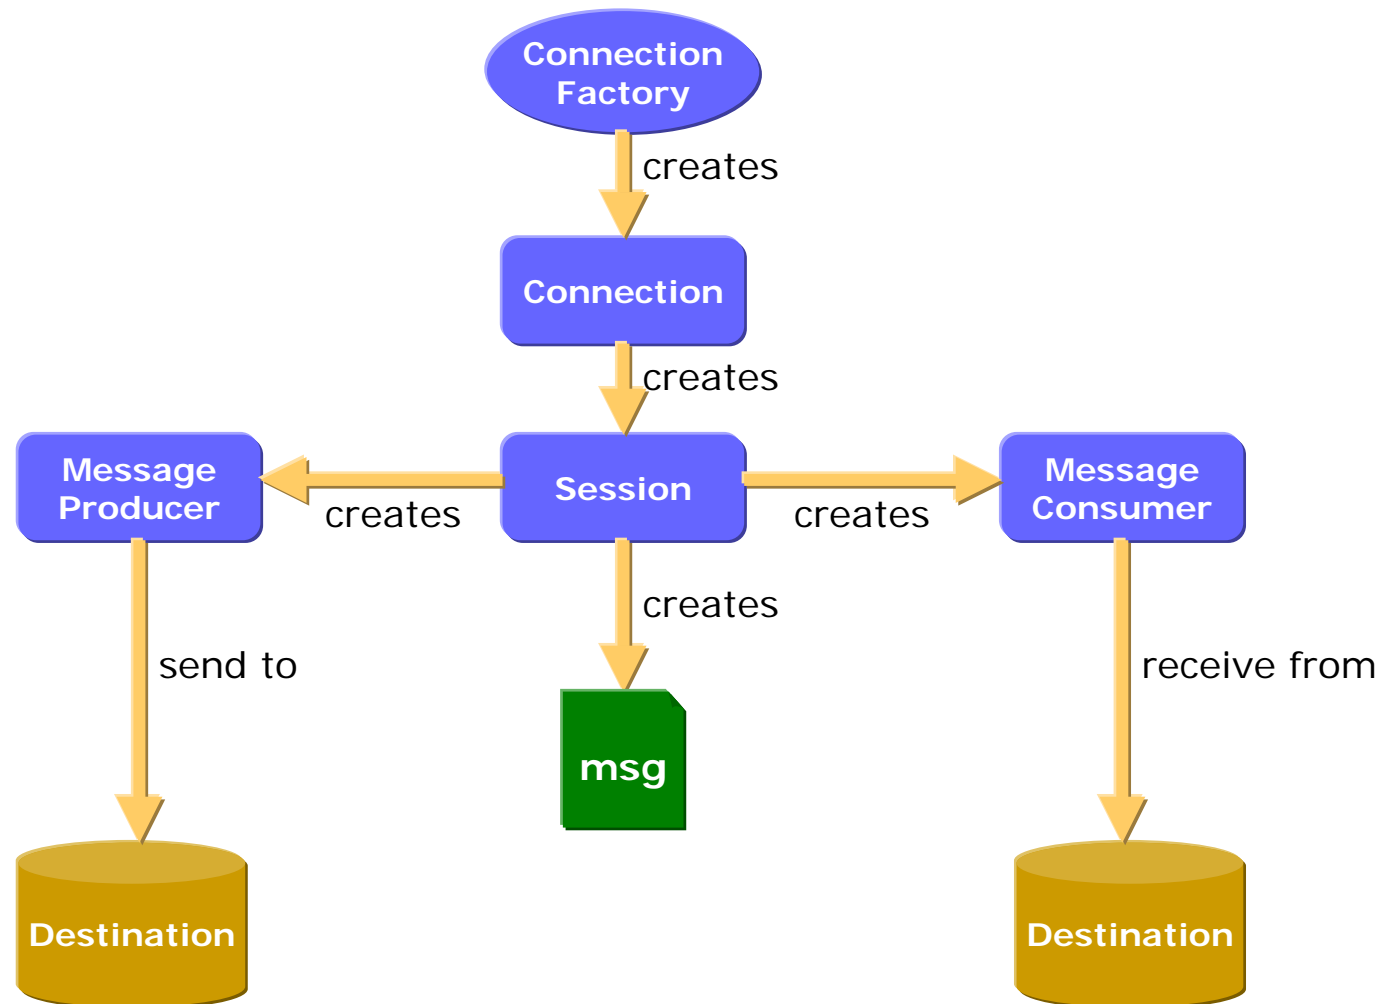 Connection
Factory
creates
Connection
creates
Message
Producer
creates
Session
creates
Message
Consumer
creates
send to
receive from
msg
Destination
Destination